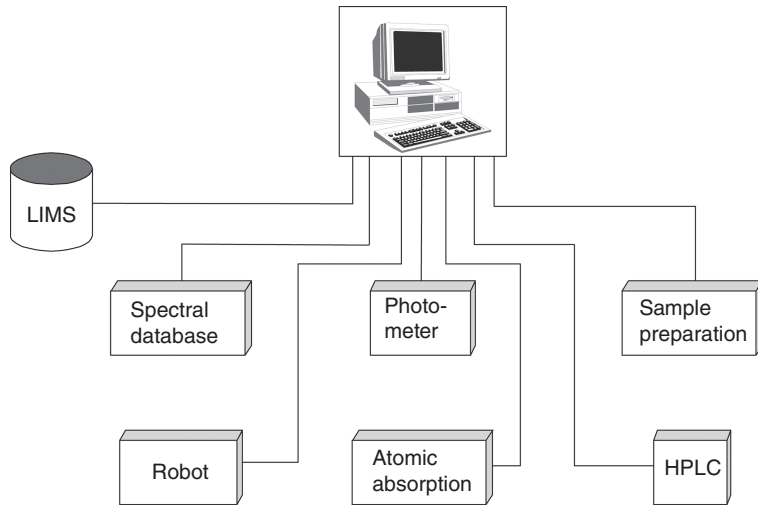 LIMS
Spectral
database
Photo-
meter
Sample
preparation
Robot
Atomic
absorption
HPLC